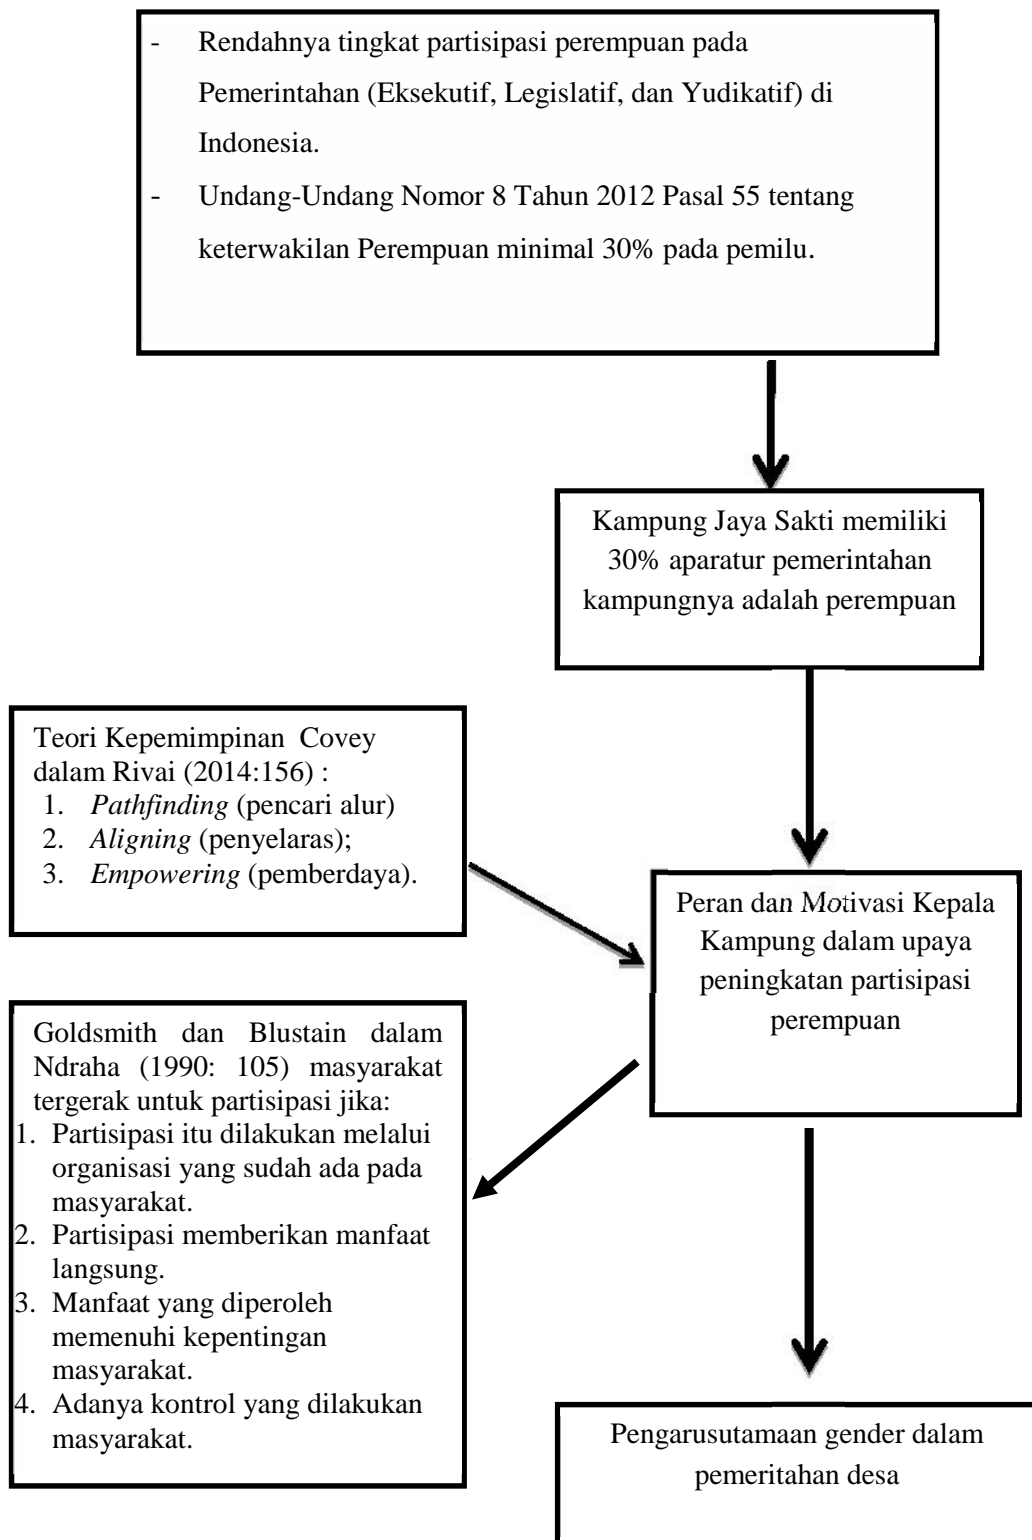 - Rendahnya tingkat partisipasi perempuan pada
Pemerintahan (Eksekutif, Legislatif, dan Yudikatif) di
Indonesia.
- Undang-Undang Nomor 8 Tahun 2012 Pasal 55 tentang
keterwakilan Perempuan minimal 30% pada pemilu.
Kampung Jaya Sakti memiliki
30% aparatur pemerintahan
kampungnya adalah perempuan
Teori Kepemimpinan Covey
dalam Rivai (2014:156) :
1. Pathfinding (pencari alur)
2. Aligning (penyelaras);
3. Empowering (pemberdaya).
Peran dan Motivasi Kepala
Kampung dalam upaya
peningkatan partisipasi
perempuan
Goldsmith dan Blustain dalam
Ndraha (1990: 105) masyarakat
tergerak untuk partisipasi jika:
1. Partisipasi itu dilakukan melalui
organisasi yang sudah ada pada
masyarakat.
2. Partisipasi memberikan manfaat
langsung.
3. Manfaat yang diperoleh
memenuhi kepentingan
masyarakat.
4. Adanya kontrol yang dilakukan
masyarakat.
Pengarusutamaan gender dalam
pemeritahan desa